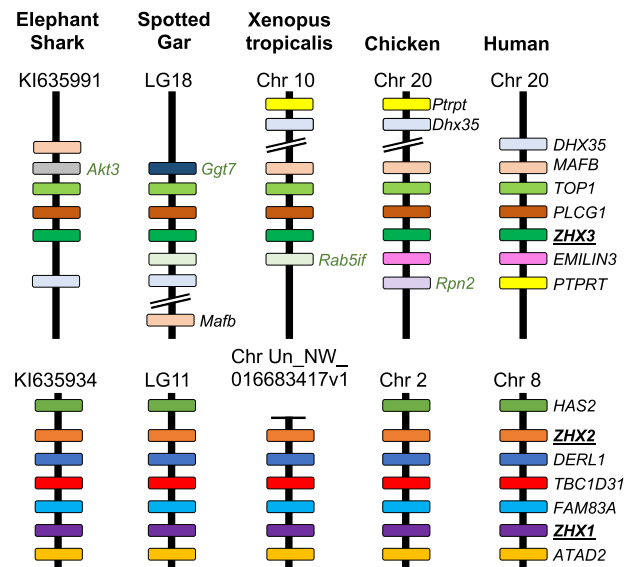 Elephant Shark
Spotted Gar
Xenopus tropicalis
Chicken
Human
KI635991
LG18
Chr 10
Chr 20
Chr 20
Ptrpt
Dhx35
DHX35
Akt3
Ggt7
MAFB
TOP1
PLCG1
ZHX3
Rab5if
EMILIN3
Rpn2
PTPRT
Mafb
KI635934
LG11
Chr Un_NW_
016683417v1
Chr 2
Chr 8
HAS2
ZHX2
DERL1
TBC1D31
FAM83A
ZHX1
ATAD2